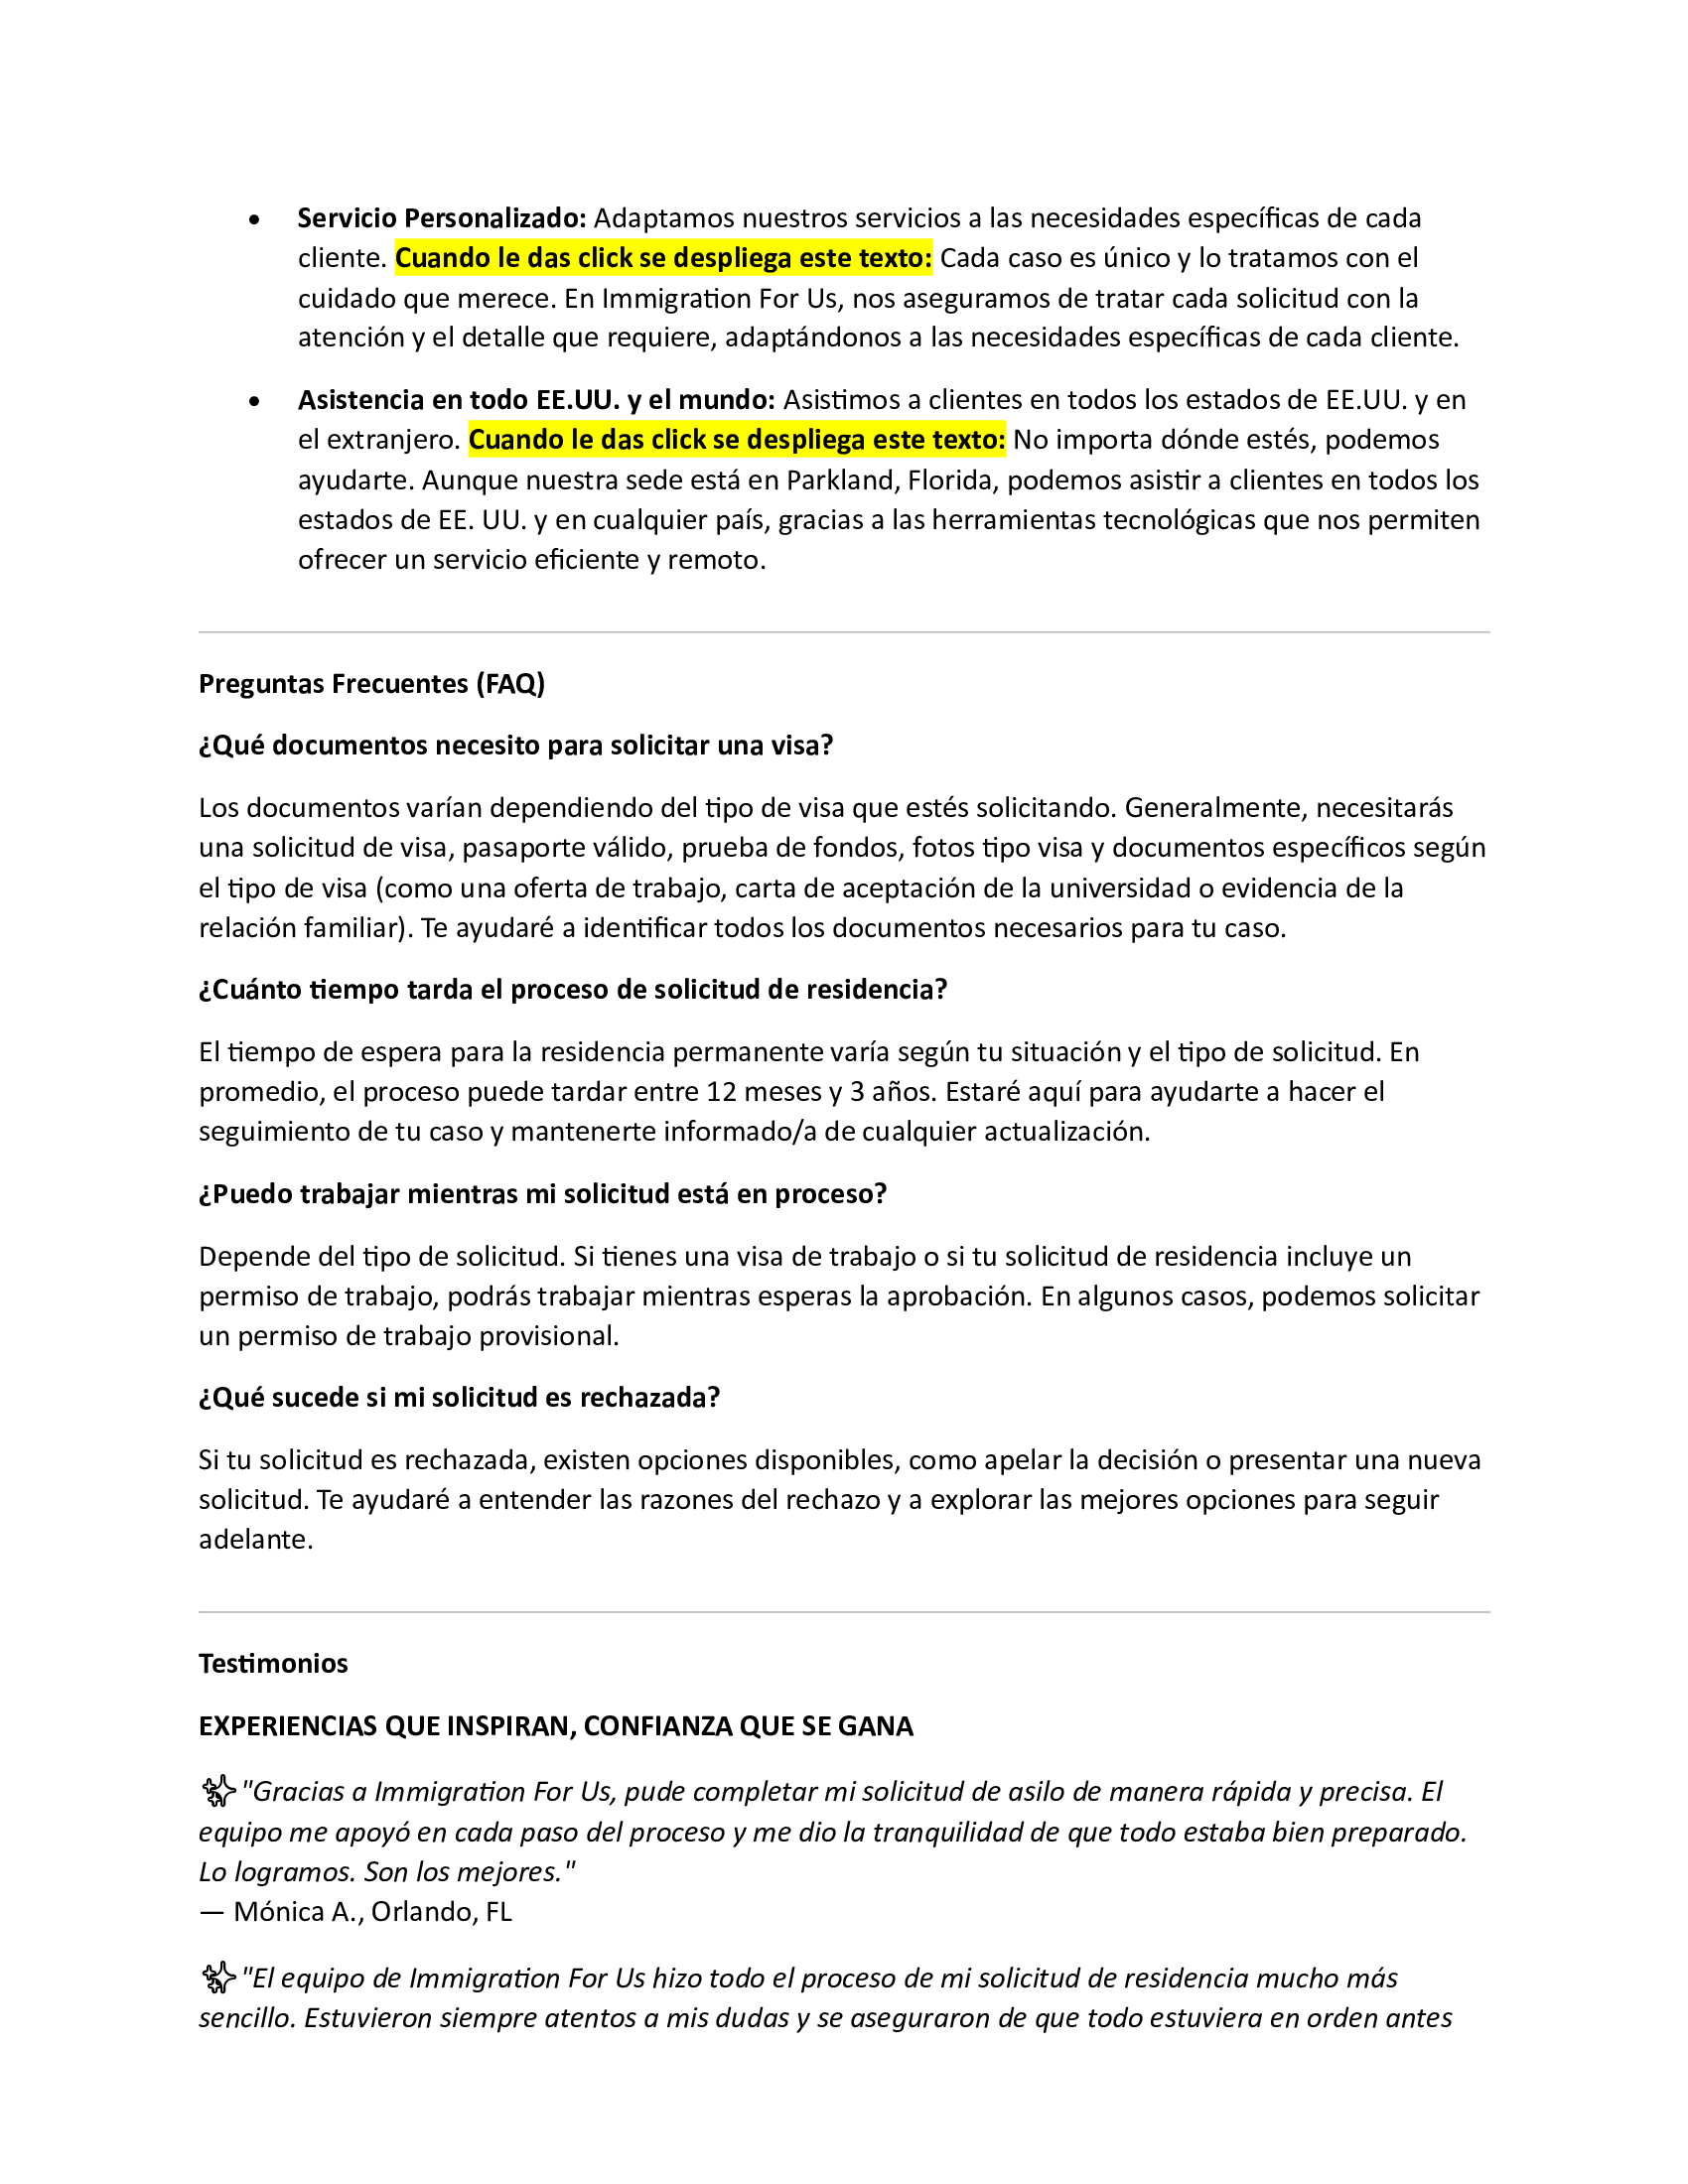 • Servicio Personalizado: Adaptamos nuestros servicios a las necesidades específicas de cada
cliente. Cuando le das click se despliega este texto: Cada caso es único y lo tratamos con el
cuidado que merece. En Immigration For Us, nos aseguramos de tratar cada solicitud con la
atención y el detalle que requiere, adaptándonos a las necesidades específicas de cada cliente.
• Asistencia en todo EE.UU. y el mundo: Asistimos a clientes en todos los estados de EE.UU. y en
el extranjero. Cuando le das click se despliega este texto: No importa dónde estés, podemos
ayudarte. Aunque nuestra sede está en Parkland, Florida, podemos asistir a clientes en todos los
estados de EE. UU. y en cualquier país, gracias a las herramientas tecnológicas que nos permiten
ofrecer un servicio eficiente y remoto.
Preguntas Frecuentes (FAQ)
¿Qué documentos necesito para solicitar una visa?
Los documentos varían dependiendo del tipo de visa que estés solicitando. Generalmente, necesitarás
una solicitud de visa, pasaporte válido, prueba de fondos, fotos tipo visa y documentos específicos según
el tipo de visa (como una oferta de trabajo, carta de aceptación de la universidad o evidencia de la
relación familiar). Te ayudaré a identificar todos los documentos necesarios para tu caso.
¿Cuánto tiempo tarda el proceso de solicitud de residencia?
El tiempo de espera para la residencia permanente varía según tu situación y el tipo de solicitud. En
promedio, el proceso puede tardar entre 12 meses y 3 años. Estaré aquí para ayudarte a hacer el
seguimiento de tu caso y mantenerte informado/a de cualquier actualización.
¿Puedo trabajar mientras mi solicitud está en proceso?
Depende del tipo de solicitud. Si tienes una visa de trabajo o si tu solicitud de residencia incluye un
permiso de trabajo, podrás trabajar mientras esperas la aprobación. En algunos casos, podemos solicitar
un permiso de trabajo provisional.
¿Qué sucede si mi solicitud es rechazada?
Si tu solicitud es rechazada, existen opciones disponibles, como apelar la decisión o presentar una nueva
solicitud. Te ayudaré a entender las razones del rechazo y a explorar las mejores opciones para seguir
adelante.
Testimonios
EXPERIENCIAS QUE INSPIRAN, CONFIANZA QUE SE GANA
✨"Gracias a Immigration For Us, pude completar mi solicitud de asilo de manera rápida y precisa. El
equipo me apoyó en cada paso del proceso y me dio la tranquilidad de que todo estaba bien preparado.
Lo logramos. Son los mejores."
— Mónica A., Orlando, FL
✨"El equipo de Immigration For Us hizo todo el proceso de mi solicitud de residencia mucho más
sencillo. Estuvieron siempre atentos a mis dudas y se aseguraron de que todo estuviera en orden antes